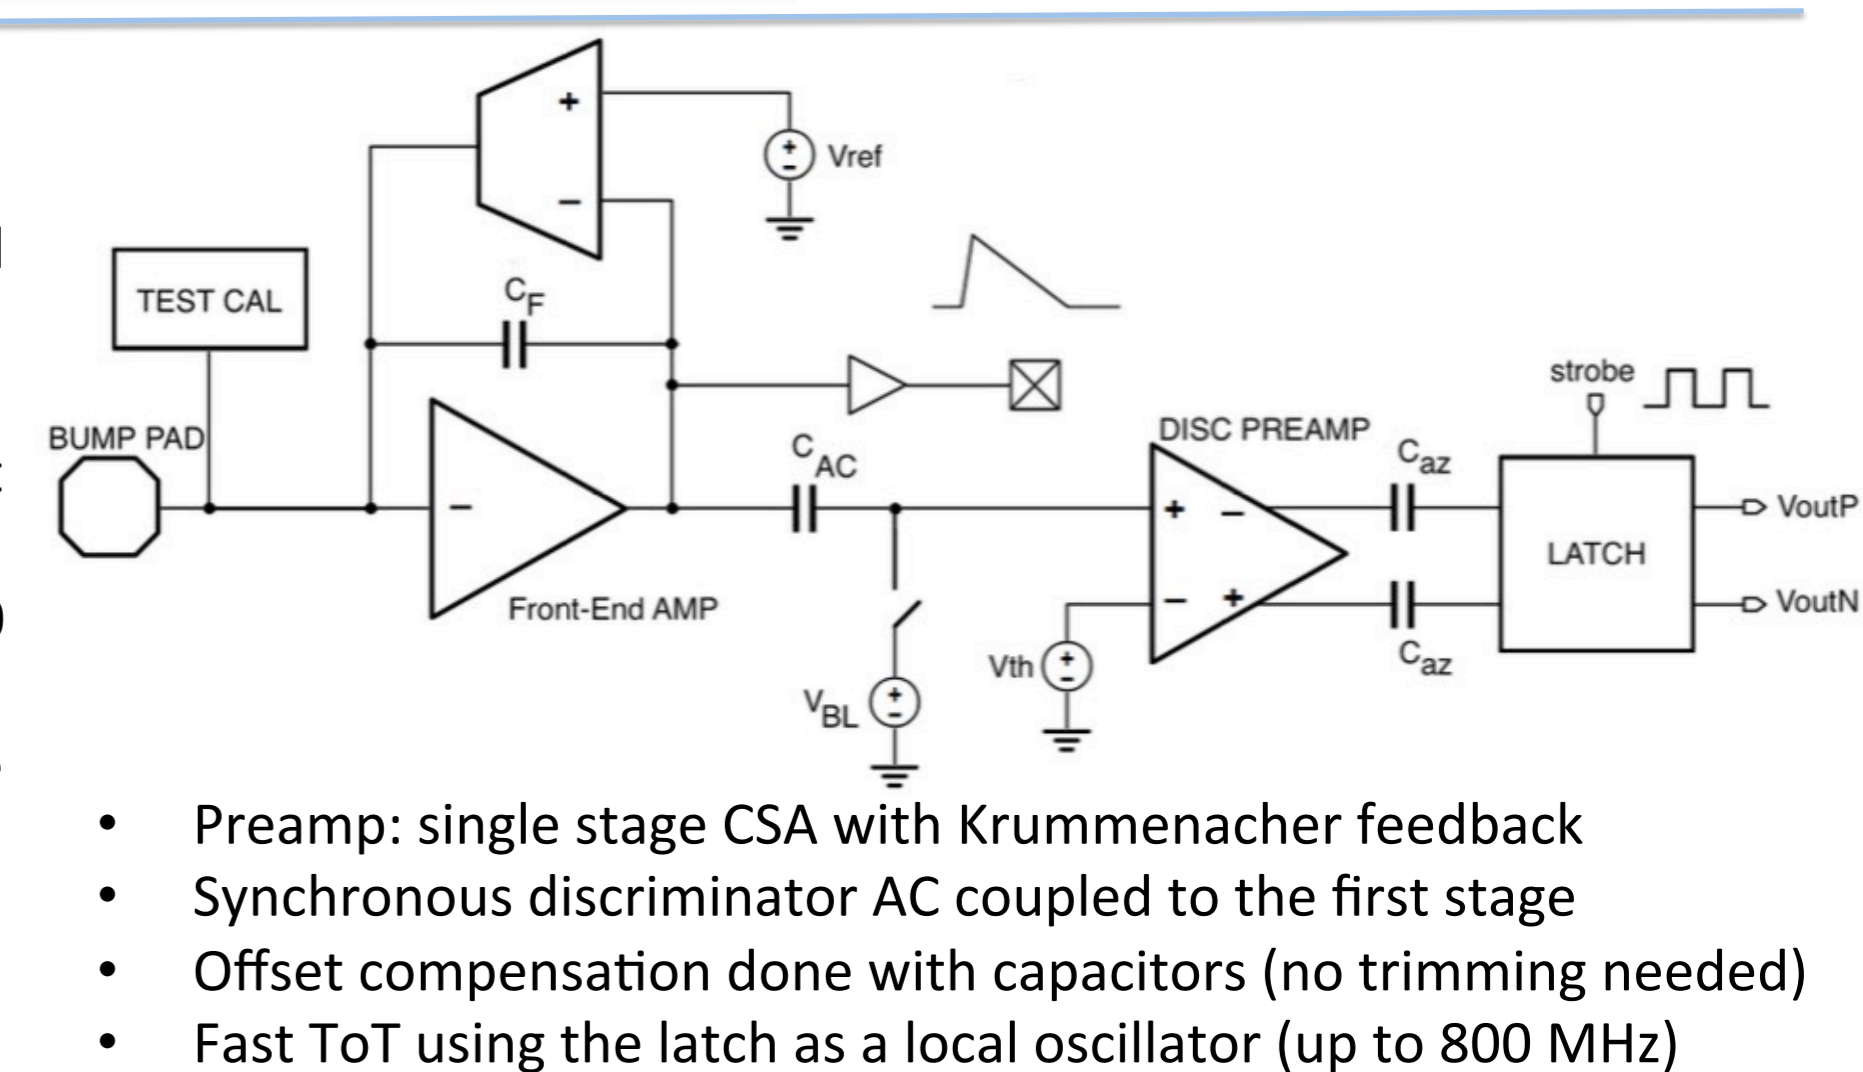 +
Vref
+
−
−
TEST CAL
CF
strobe
BUMP PAD
DISC PREAMP
CAC
Caz
−
+ −
VoutP
LATCH
Front-End AMP
− +
VoutN
Vth
+
−
Caz
VBL
+
−
• Preamp: single stage CSA with Krummenacher feedback
• Synchronous discriminator AC coupled to the first stage
• Offset compensation done with capacitors (no trimming needed)
• Fast ToT using the latch as a local oscillator (up to 800 MHz)